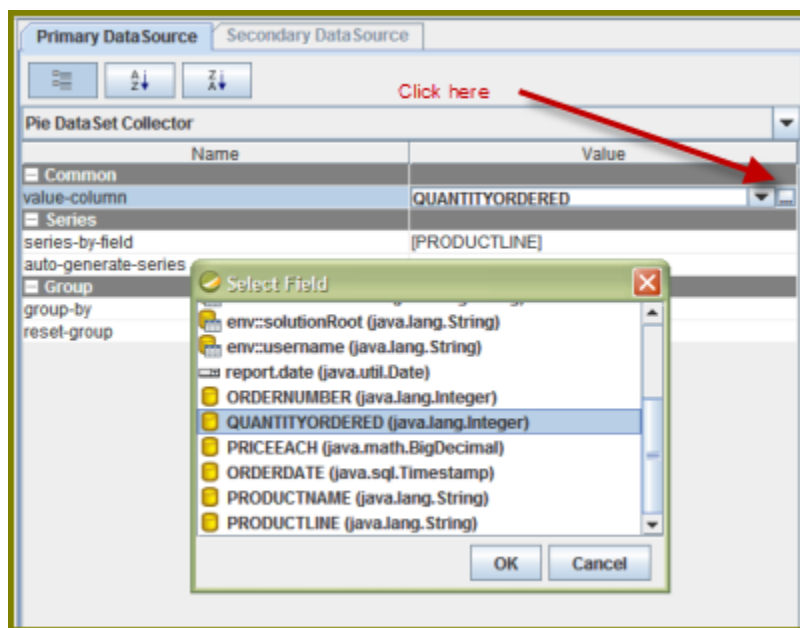 Primary DataSource Secondary DataSource
Click here
Pie DataSet Collector
Name Value
Common
value-column QUANTITYORDERED
Series
series-by-field [PRODUCTLINE]
auto-generate-series
Group
group-by
reset-group
Select Field
env::solutionRoot (java.lang.String)
env::username (java.lang.String)
report.date (java.util.Date)
ORDERNUMBER (java.lang.Integer)
QUANTITYORDERED (java.lang.Integer)
PRICEEACH (java.math.BigDecimal)
ORDERDATE (java.sql.Timestamp)
PRODUCTNAME (java.lang.String)
PRODUCTLINE (java.lang.String)
OK Cancel